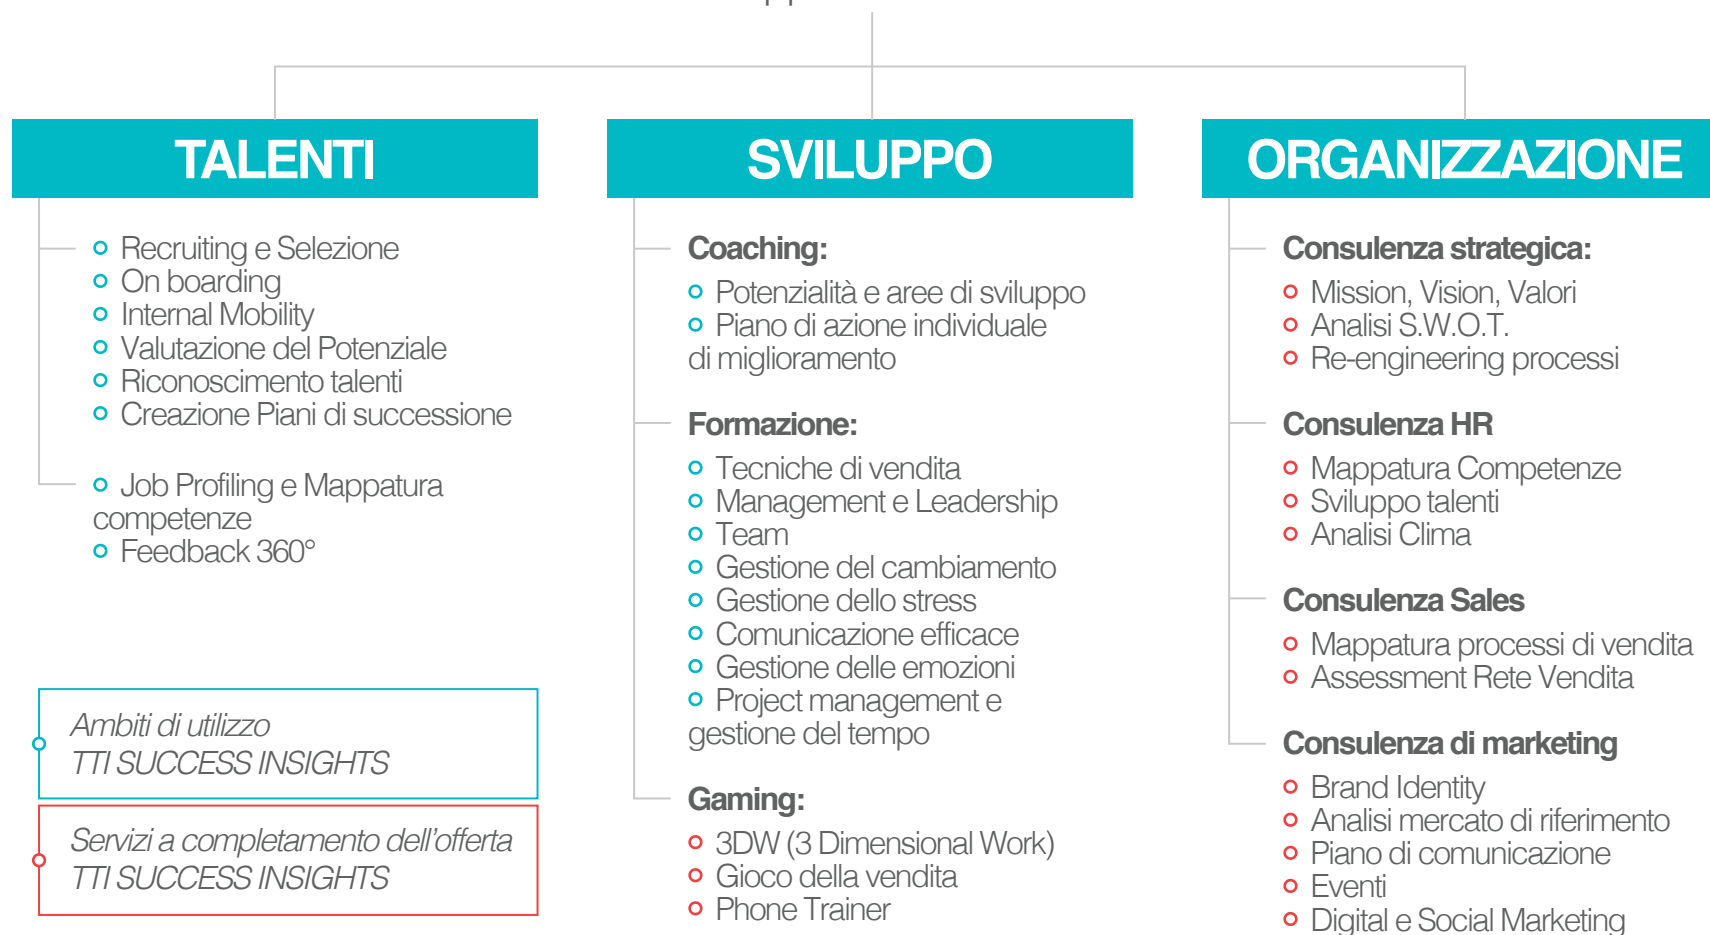 TALENTI
Recruiting e Selezione
On boarding
Internal Mobility
Valutazione del Potenziale
Riconoscimento talenti
Creazione Piani di successione
Job Profiling e Mappatura
competenze
Feedback 360°
Ambiti di utilizzo
TTI SUCCESS INSIGHTS
Servizi a completamento dell'offerta
TTI SUCCESS INSIGHTS
SVILUPPO
Coaching:
Potenzialità e aree di sviluppo
Piano di azione individuale
di miglioramento
Formazione:
Tecniche di vendita
Management e Leadership
Team
Gestione del cambiamento
Gestione dello stress
Comunicazione efficace
Gestione delle emozioni
Project management e
gestione del tempo
Gaming:
3DW (3 Dimensional Work)
Gioco della vendita
Phone Trainer
ORGANIZZAZIONE
Consulenza strategica:
Mission, Vision, Valori
Analisi S.W.O.T.
Re-engineering processi
Consulenza HR
Mappatura Competenze
Sviluppo talenti
Analisi Clima
Consulenza Sales
Mappatura processi di vendita
Assessment Rete Vendita
Consulenza di marketing
Brand Identity
Analisi mercato di riferimento
Piano di comunicazione
Eventi
Digital e Social Marketing